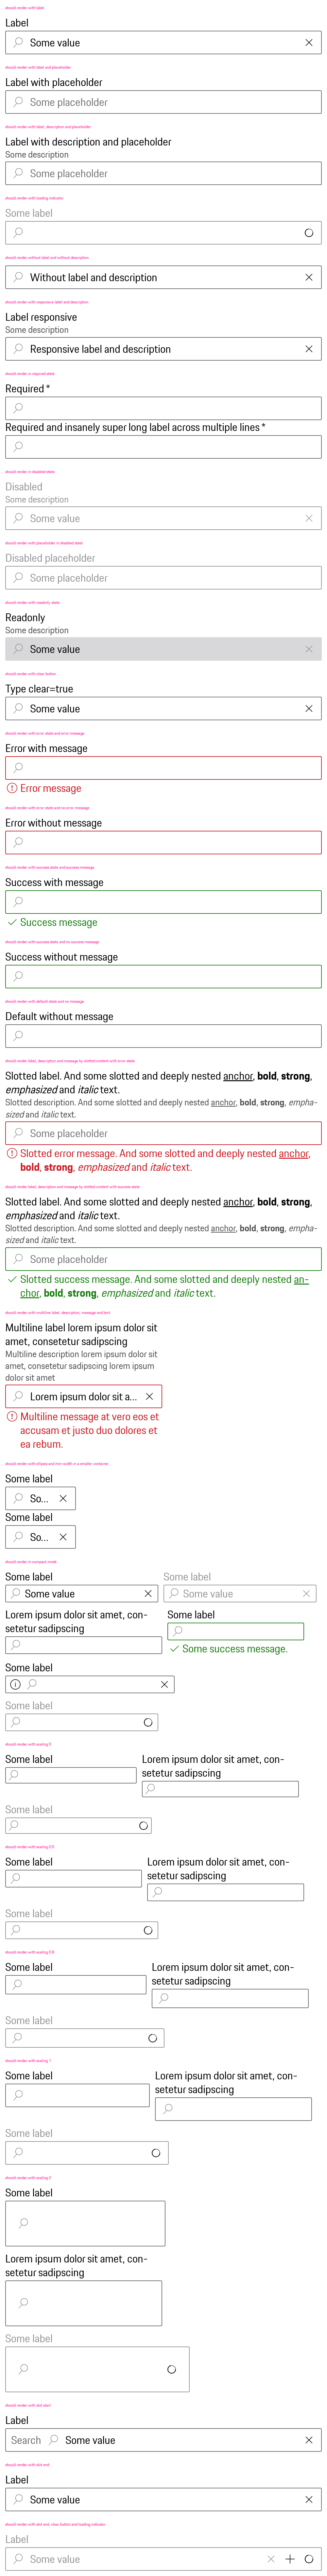 should render with label
Label
Some value
should render with label and placeholder
Label with placeholder
Some placeholder
should render with label, description and placeholder
Label with description and placeholder
Some description
Some placeholder
should render with loading indicator
Some label
should render without label and without description
Without label and description
should render with responsive label and description
Label responsive
Some description
Responsive label and description
should render in required state
Required *
Required and insanely super long label across multiple lines *
should render in disabled state
Disabled
Some description
Some value
should render with placeholder in disabled state
Disabled placeholder
Some placeholder
should render with readonly state
Readonly
Some description
Some value
should render with clear button
Type clear=true
Some value
should render with error state and error message
Error with message
Error message
should render with error state and no error message
Error without message
should render with success state and success message
Success with message
Success message
should render with success state and no success message
Success without message
should render with default state and no message
Default without message
should render label, description and message by slotted content with error state
Slotted label. And some slotted and deeply nested anchor, bold, strong,
emphasized and italic text.
Slotted description. And some slotted and deeply nested anchor, bold, strong, empha-
sized and italic text.
Some placeholder
Slotted error message. And some slotted and deeply nested anchor,
bold, strong, emphasized and italic text.
should render label, description and message by slotted content with success state
Slotted label. And some slotted and deeply nested anchor, bold, strong,
emphasized and italic text.
Slotted description. And some slotted and deeply nested anchor, bold, strong, empha-
sized and italic text.
Some placeholder
Slotted success message. And some slotted and deeply nested an-
chor, bold, strong, emphasized and italic text.
should render with multiline label, description, message and text
Multiline label lorem ipsum dolor sit
amet, consetetur sadipscing
Multiline description lorem ipsum dolor sit
amet, consetetur sadipscing lorem ipsum
dolor sit amet
Lorem ipsum dolor sit a...
Multiline message at vero eos et
accusam et justo duo dolores et
ea rebum.
should render with ellipsis and min-width in a smaller container
Some label
So...
Some label
So...
should render in compact mode
Some label
Some value
Some label
Some value
Lorem ipsum dolor sit amet, con-
setetur sadipscing
Some label
Some success message.
Some label
Some label
should render with scaling 0
Some label
Lorem ipsum dolor sit amet, con-
setetur sadipscing
Some label
should render with scaling 0.5
Some label
Lorem ipsum dolor sit amet, con-
setetur sadipscing
Some label
should render with scaling 0.8
Some label
Lorem ipsum dolor sit amet, con-
setetur sadipscing
Some label
should render with scaling 1
Some label
Lorem ipsum dolor sit amet, con-
setetur sadipscing
Some label
should render with scaling 2
Some label
Lorem ipsum dolor sit amet, con-
setetur sadipscing
Some label
should render with slot start
Label
Search
Some value
should render with slot end
Label
Some value
should render with slot end, clear button and loading indicator
Label
Some value